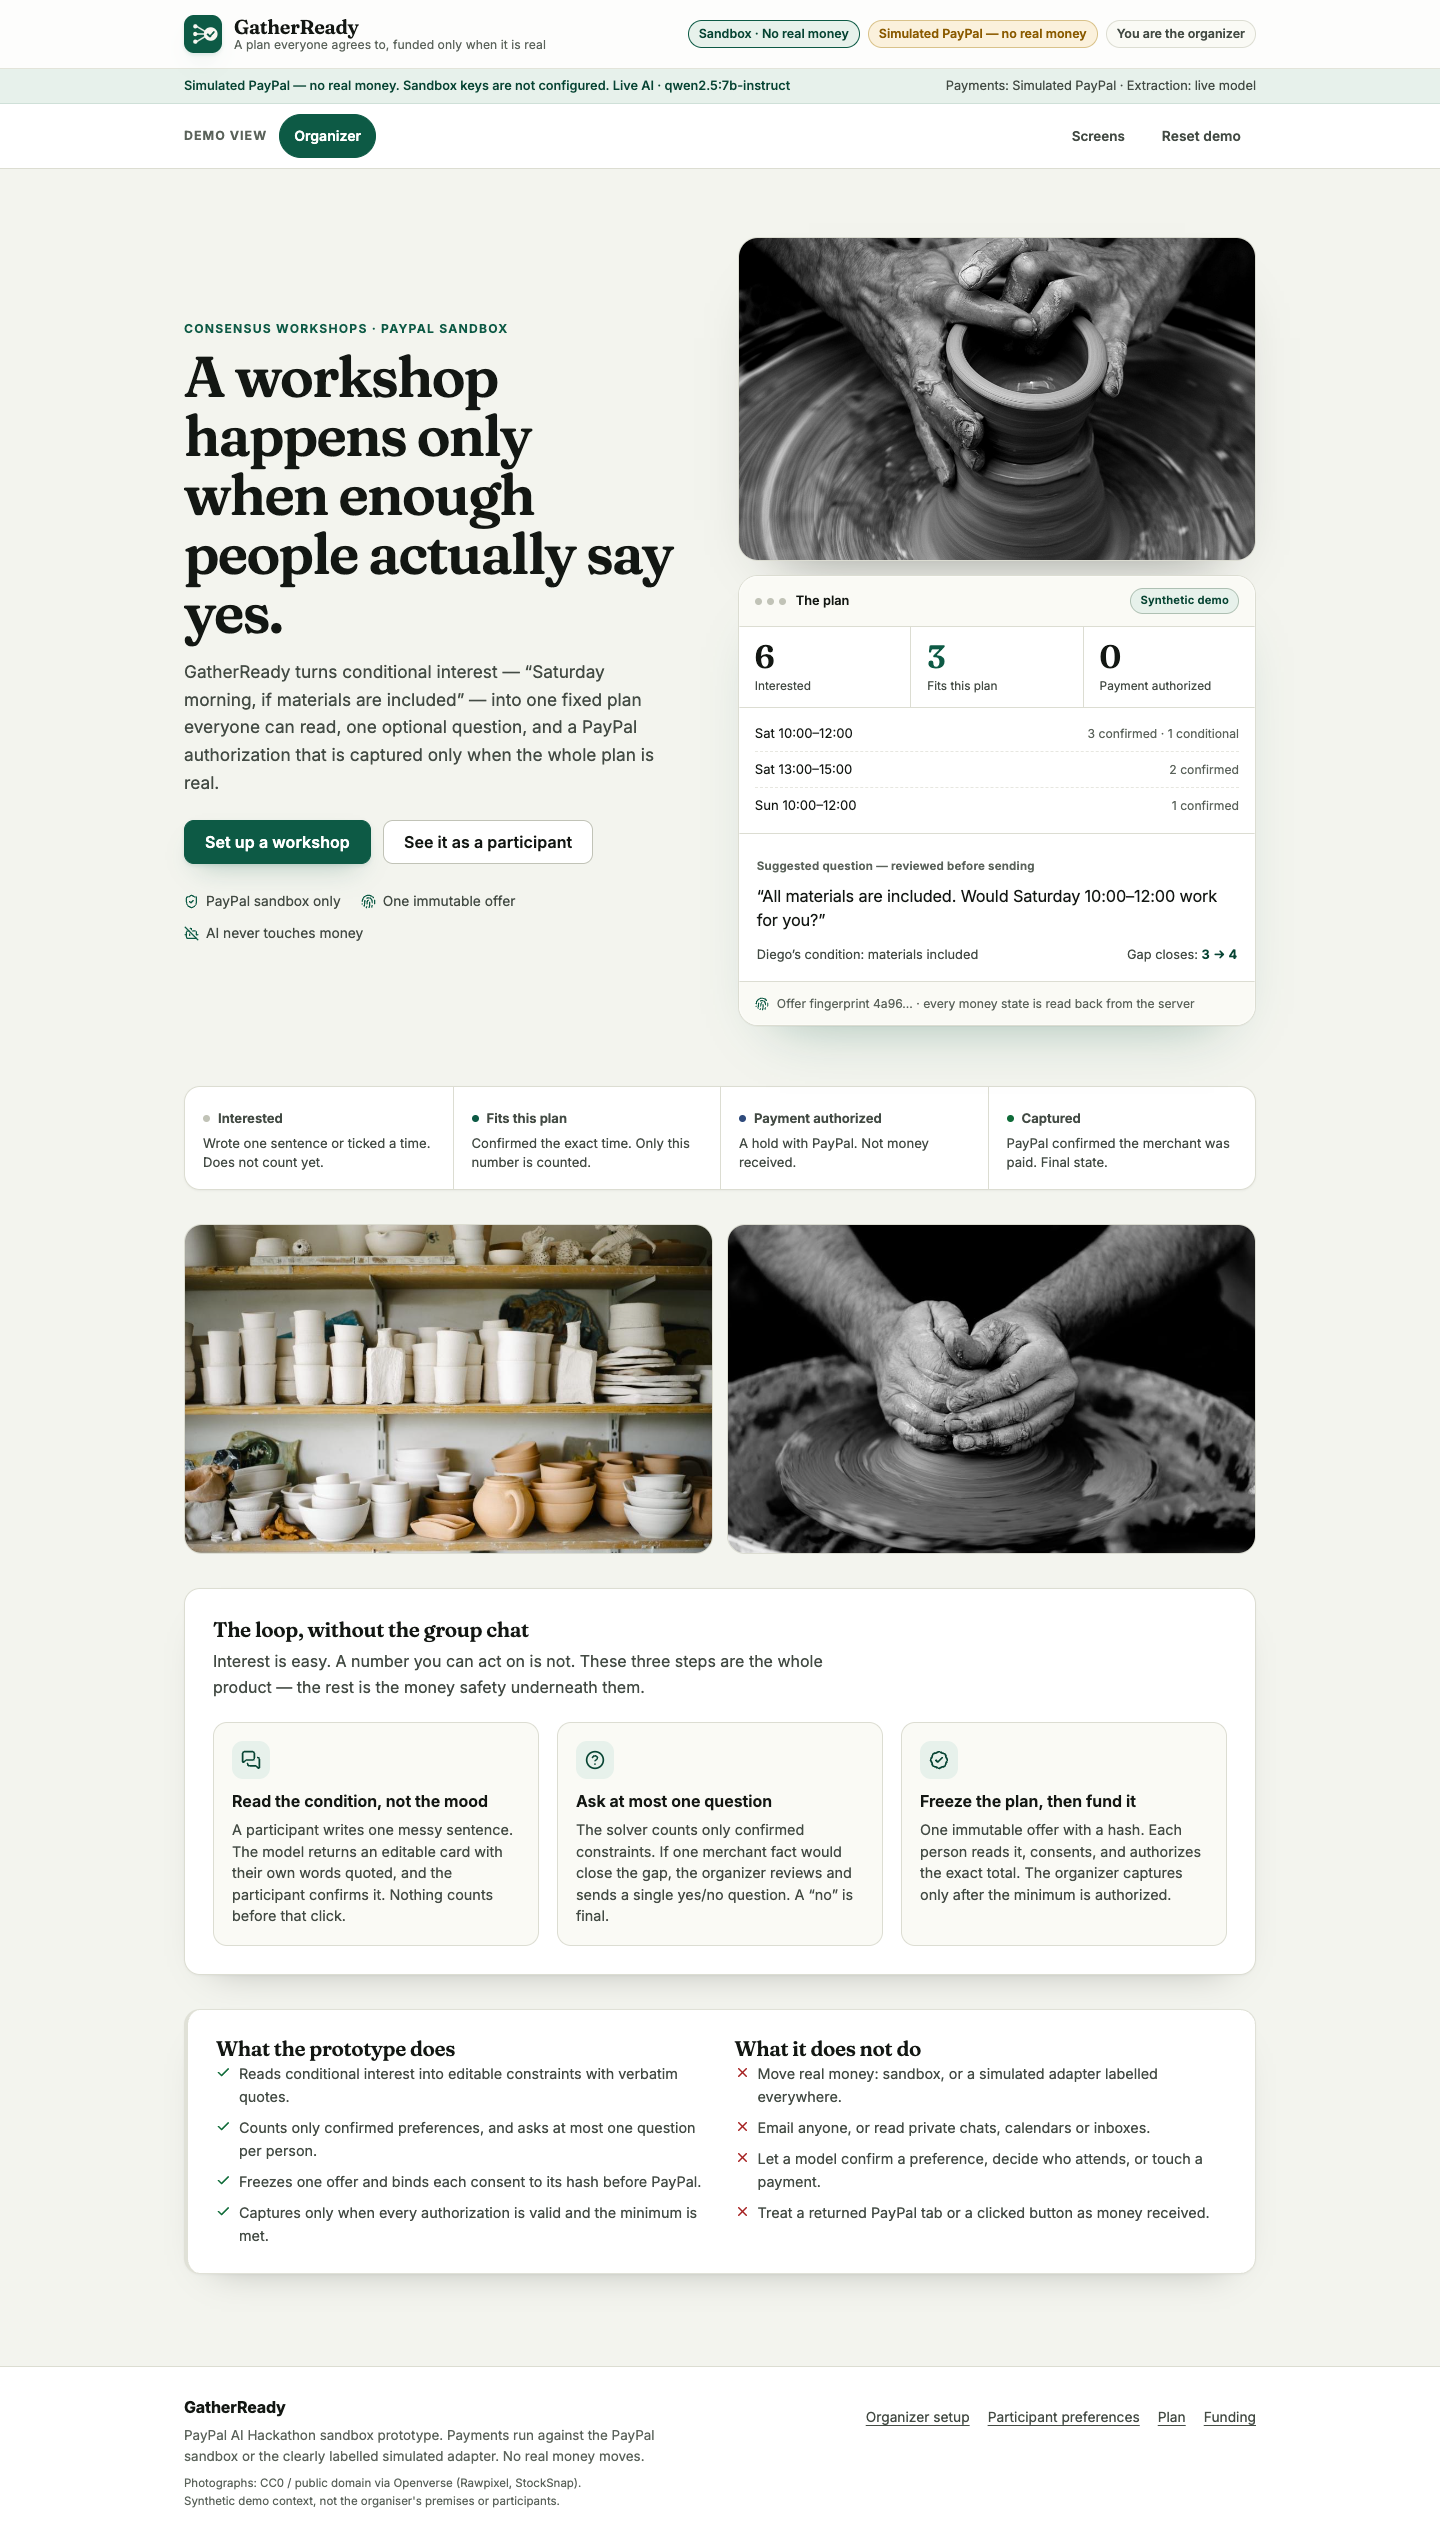 GatherReady
A plan everyone agrees to, funded only when it is real
Sandbox · No real money
Simulated PayPal — no real money
You are the organizer
Simulated PayPal — no real money. Sandbox keys are not configured. Live AI · qwen2.5:7b-instruct
Payments: Simulated PayPal · Extraction: live model
DEMO VIEW
Organizer
Screens
Reset demo
CONSENSUS WORKSHOPS · PAYPAL SANDBOX
A workshop
happens only
when enough
people actually say
yes.
GatherReady turns conditional interest — “Saturday
morning, if materials are included” — into one fixed plan
everyone can read, one optional question, and a PayPal
authorization that is captured only when the whole plan is
real.
Set up a workshop
See it as a participant
PayPal sandbox only
One immutable offer
AI never touches money
The plan
Synthetic demo
6
Interested
3
Fits this plan
0
Payment authorized
Sat 10:00–12:00
3 confirmed · 1 conditional
Sat 13:00–15:00
2 confirmed
Sun 10:00–12:00
1 confirmed
Suggested question — reviewed before sending
“All materials are included. Would Saturday 10:00–12:00 work
for you?”
Diego’s condition: materials included
Gap closes: 3 → 4
Offer fingerprint 4a96… · every money state is read back from the server
Interested
Wrote one sentence or ticked a time.
Does not count yet.
Fits this plan
Confirmed the exact time. Only this
number is counted.
Payment authorized
A hold with PayPal. Not money
received.
Captured
PayPal confirmed the merchant was
paid. Final state.
The loop, without the group chat
Interest is easy. A number you can act on is not. These three steps are the whole
product — the rest is the money safety underneath them.
Read the condition, not the mood
A participant writes one messy sentence.
The model returns an editable card with
their own words quoted, and the
participant confirms it. Nothing counts
before that click.
Ask at most one question
The solver counts only confirmed
constraints. If one merchant fact would
close the gap, the organizer reviews and
sends a single yes/no question. A “no” is
final.
Freeze the plan, then fund it
One immutable offer with a hash. Each
person reads it, consents, and authorizes
the exact total. The organizer captures
only after the minimum is authorized.
What the prototype does
Reads conditional interest into editable constraints with verbatim
quotes.
Counts only confirmed preferences, and asks at most one question
per person.
Freezes one offer and binds each consent to its hash before PayPal.
Captures only when every authorization is valid and the minimum is
met.
What it does not do
Move real money: sandbox, or a simulated adapter labelled
everywhere.
Email anyone, or read private chats, calendars or inboxes.
Let a model confirm a preference, decide who attends, or touch a
payment.
Treat a returned PayPal tab or a clicked button as money received.
GatherReady
PayPal AI Hackathon sandbox prototype. Payments run against the PayPal
sandbox or the clearly labelled simulated adapter. No real money moves.
Photographs: CC0 / public domain via Openverse (Rawpixel, StockSnap).
Synthetic demo context, not the organiser's premises or participants.
Organizer setup
Participant preferences
Plan
Funding